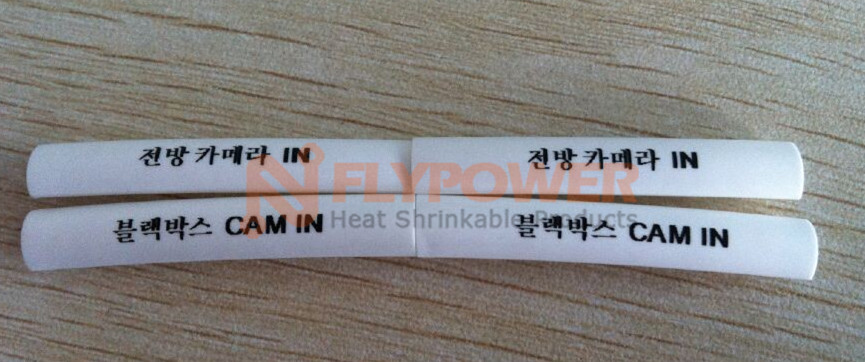 전방 카메라 IN 전방 카메라 IN
FLYPOWER
Heat Shrinkable Products
블랙박스 CAM IN 블랙박스 CAM IN